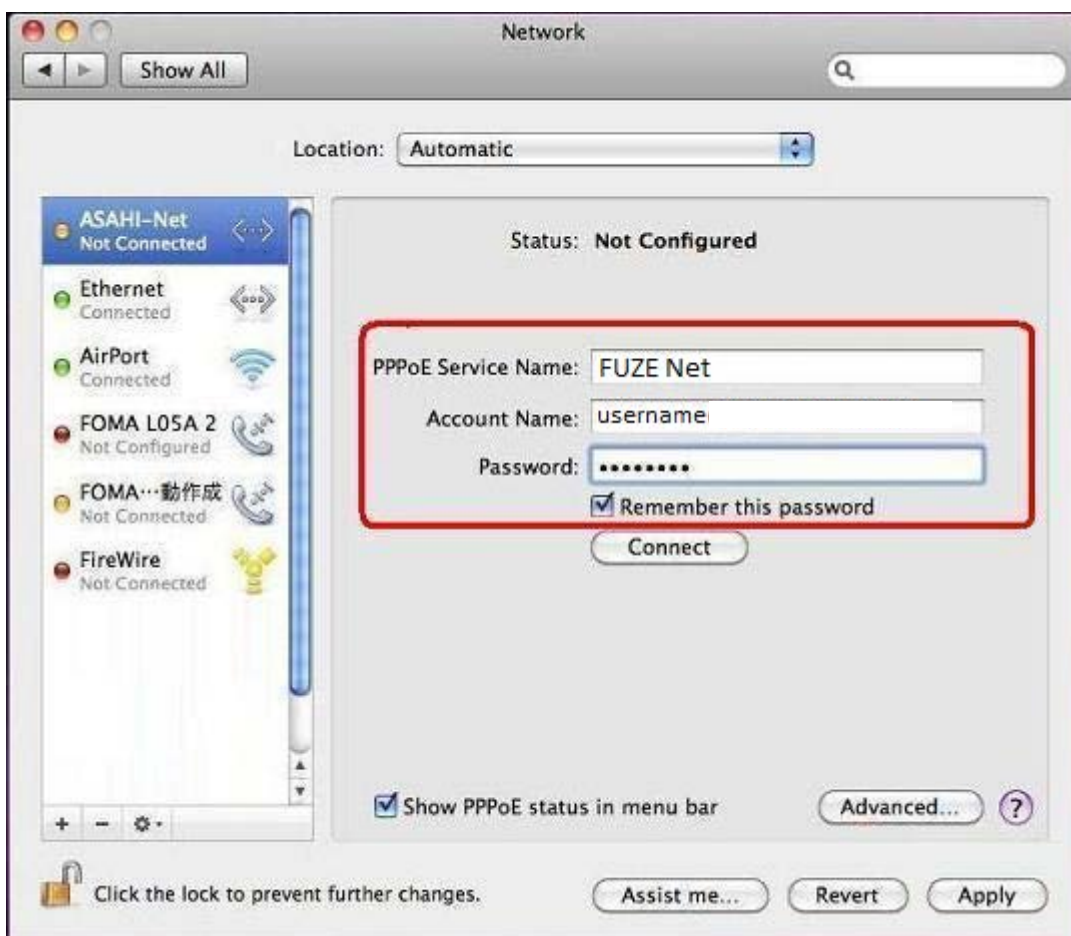 Network
Show All
Location: Automatic
ASAHI-Net
Not Connected
Ethernet
Connected
AirPort
Connected
FOMA L05A 2
Not Configured
FOMA…動作成
Not Connected
FireWire
Not Connected
Status: Not Configured
PPPoE Service Name: FUZE Net
Account Name: username
Password: ••••••••
Remember this password
Connect
Show PPPoE status in menu bar
Advanced... ?
+ −
Click the lock to prevent further changes.
Assist me... Revert Apply